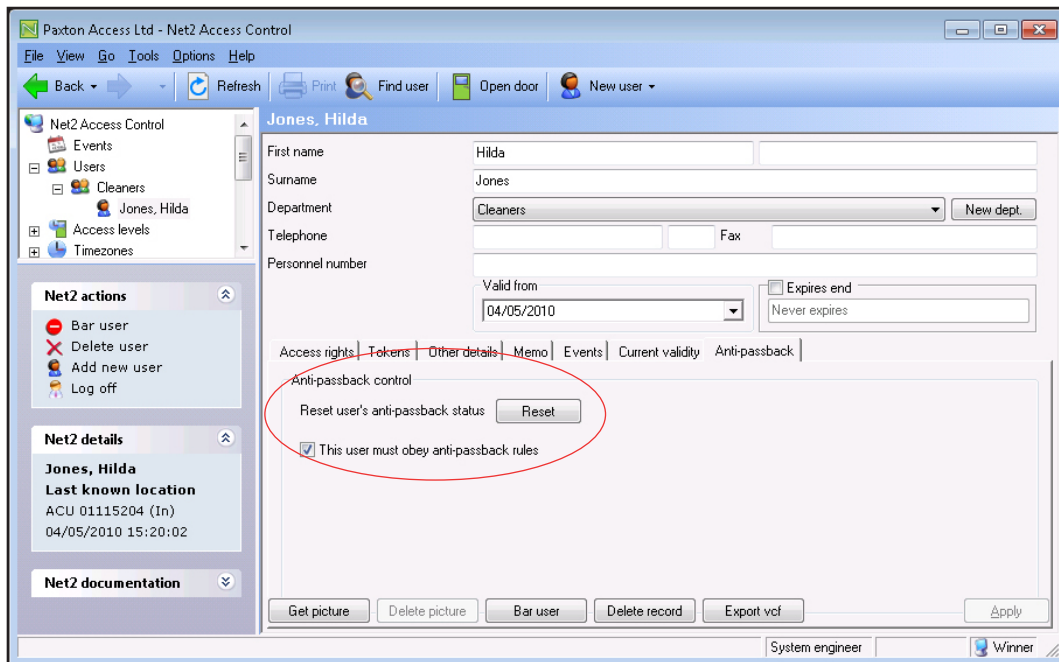 Paxton Access Ltd - Net2 Access Control
File View Go Tools Options Help
Back Refresh Print Find user Open door New user
Net2 Access Control
Events
Users
Cleaners
Jones, Hilda
Access levels
Timezones
Net2 actions
Bar user
Delete user
Add new user
Log off
Net2 details
Jones, Hilda
Last known location
ACU 01115204 (In)
04/05/2010 15:20:02
Net2 documentation
Jones, Hilda
First name Hilda
Surname Jones
Department Cleaners New dept.
Telephone Fax
Personnel number
Valid from Expires end
04/05/2010 Never expires
Access rights Tokens Other details Memo Events Current validity Anti-passback
Anti-passback control
Reset user's anti-passback status Reset
This user must obey anti-passback rules
Get picture Delete picture Bar user Delete record Export vcf Apply
System engineer Winner